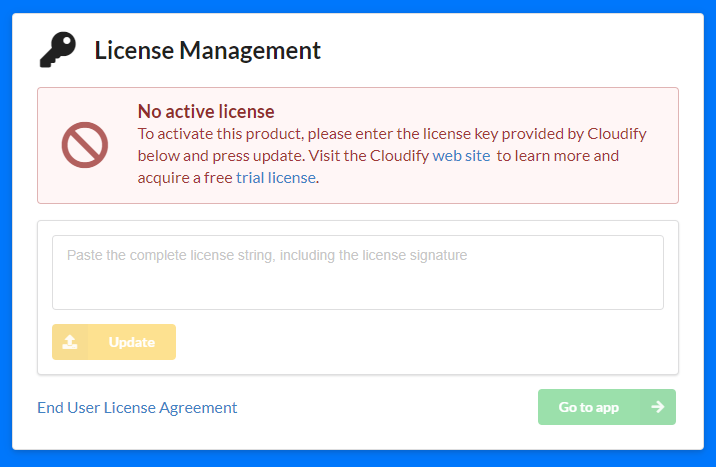 License Management
No active license
To activate this product, please enter the license key provided by Cloudify
below and press update. Visit the Cloudify web site to learn more and
acquire a free trial license.
Paste the complete license string, including the license signature
Update
End User License Agreement
Go to app